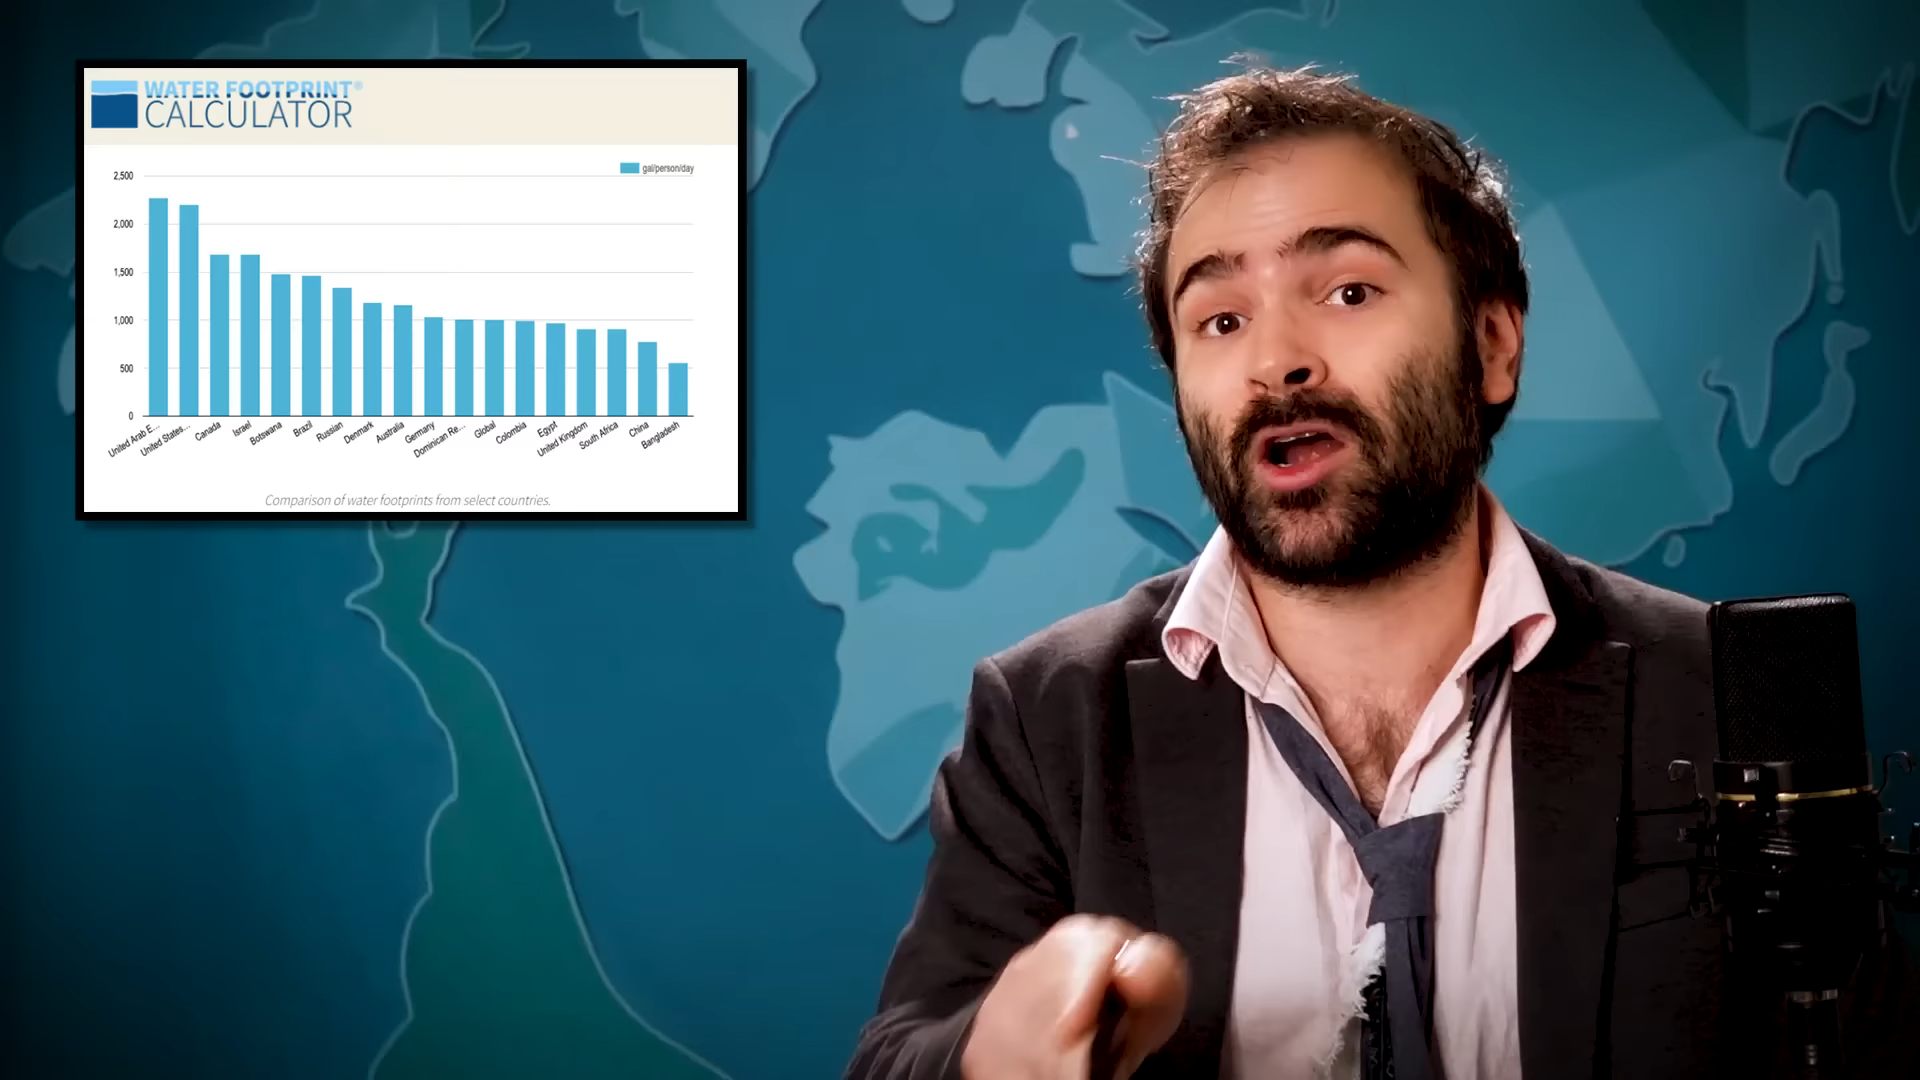 WATER FOOTPRINT®
CALCULATOR
gal/person/day
2,500
2,000
1,500
1,000
500
0
United Arab E...
United States...
Canada
Israel
Botswana
Brazil
Russian
Denmark
Australia
Germany
Dominican Re...
Global
Colombia
Egypt
United Kingdom
South Africa
China
Bangladesh
Comparison of water footprints from select countries.